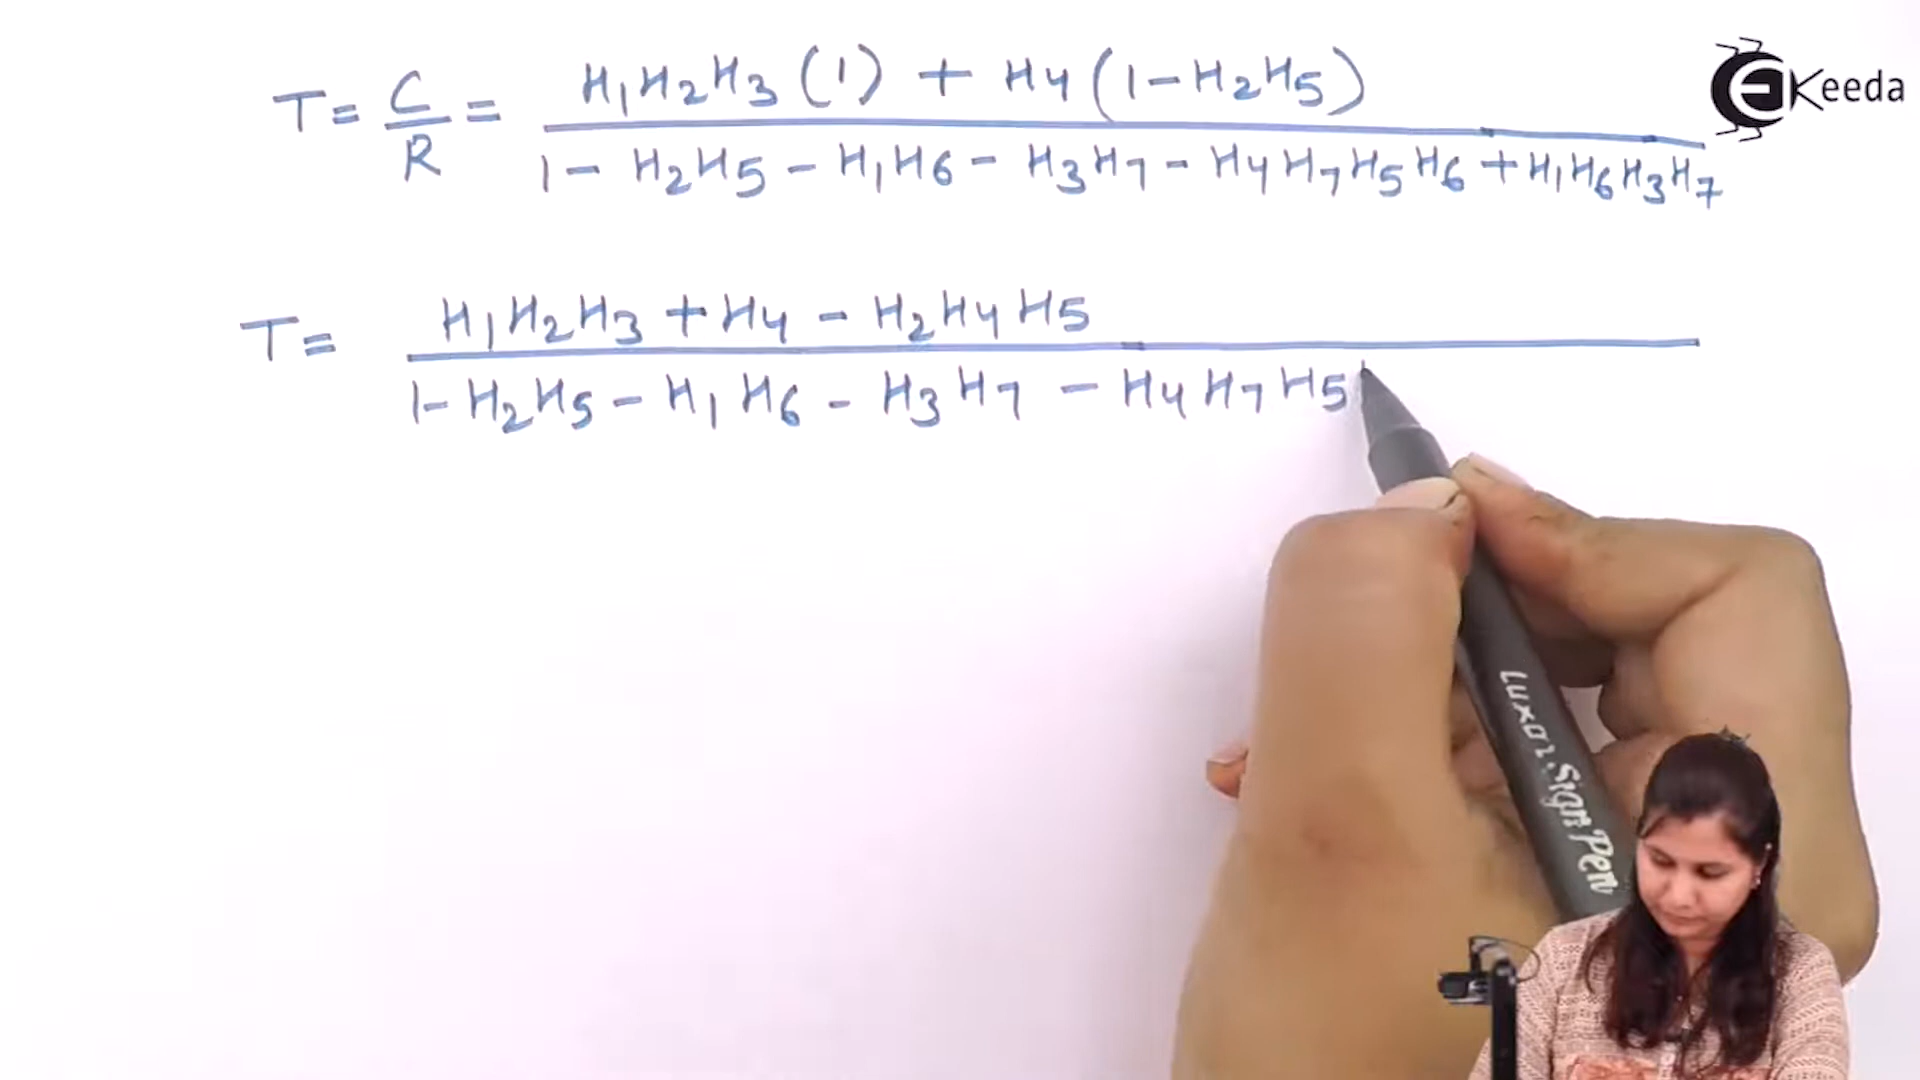 T = C/R = H₁H₂H₃ (1) + H₄ (1 - H₂H₅) / 1 - H₂H₅ - H₁H₆ - H₃H₇ - H₄H₇H₅H₆ + H₁H₆H₃H₇
T = H₁H₂H₃ + H₄ - H₂H₄H₅ / 1 - H₂H₅ - H₁H₆ - H₃H₇ - H₄H₇H₅
EKeeda
LUXOR Sign Pen